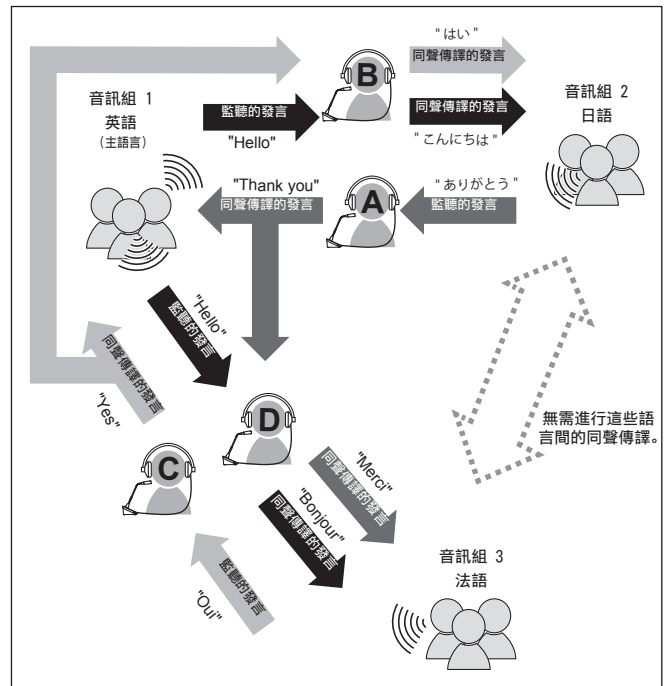 " はい "
同聲傳譯的發言
B
音訊組 1
英語
(主語言)
監聽的發言
"Hello"
同聲傳譯的發言
" こんにちは "
音訊組 2
日語
"Thank you"
同聲傳譯的發言
A
" ありがとう "
監聽的發言
"Hello"
監聽的發言
同聲傳譯的發言
"Yes"
D
C
無需進行這些語
言間的同聲傳譯。
"Merci"
同聲傳譯的發言
"Bonjour"
同聲傳譯的發言
監聽的發言
"Oui"
音訊組 3
法語